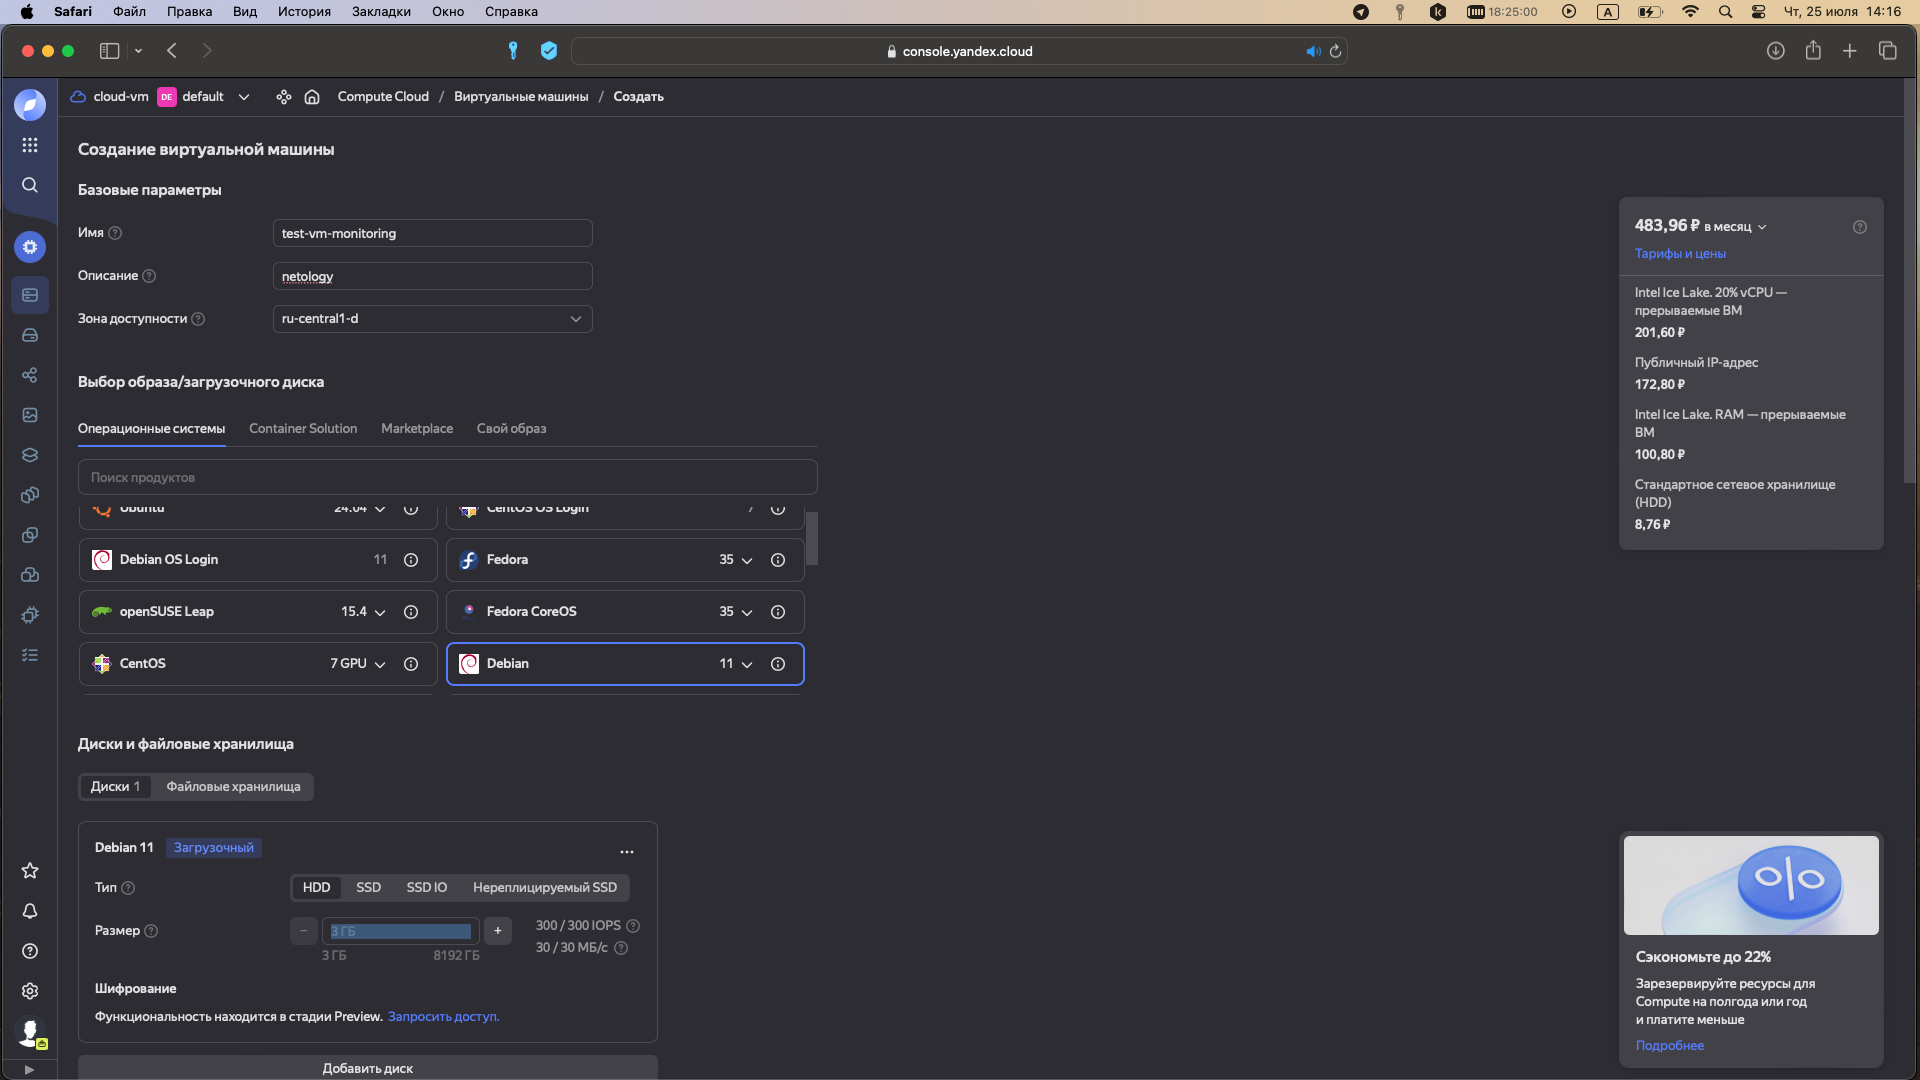 Safari Файл Правка Вид История Закладки Окно Справка 18:25:00 A Чт, 25 июля 14:16
console.yandex.cloud
cloud-vm DE default Compute Cloud / Виртуальные машины / Создать
Создание виртуальной машины
Базовые параметры
Имя test-vm-monitoring
Описание netology
Зона доступности ru-central1-d
Выбор образа/загрузочного диска
Операционные системы Container Solution Marketplace Свой образ
Поиск продуктов
Ubuntu 24.04 CentOS OS Login 7
Debian OS Login 11 Fedora 35
openSUSE Leap 15.4 Fedora CoreOS 35
CentOS 7 GPU Debian 11
Диски и файловые хранилища
Диски 1 Файловые хранилища
Debian 11 Загрузочный
Тип HDD SSD SSD IO Нереплицируемый SSD
Размер − 3 ГБ + 300 / 300 IOPS
3 ГБ 8192 ГБ 30 / 30 МБ/с
Шифрование
Функциональность находится в стадии Preview. Запросить доступ.
Добавить диск
483,96 ₽ в месяц
Тарифы и цены
Intel Ice Lake. 20% vCPU —
прерываемые ВМ
201,60 ₽
Публичный IP-адрес
172,80 ₽
Intel Ice Lake. RAM — прерываемые
ВМ
100,80 ₽
Стандартное сетевое хранилище
(HDD)
8,76 ₽
%
Сэкономьте до 22%
Зарезервируйте ресурсы для
Compute на полгода или год
и платите меньше
Подробнее